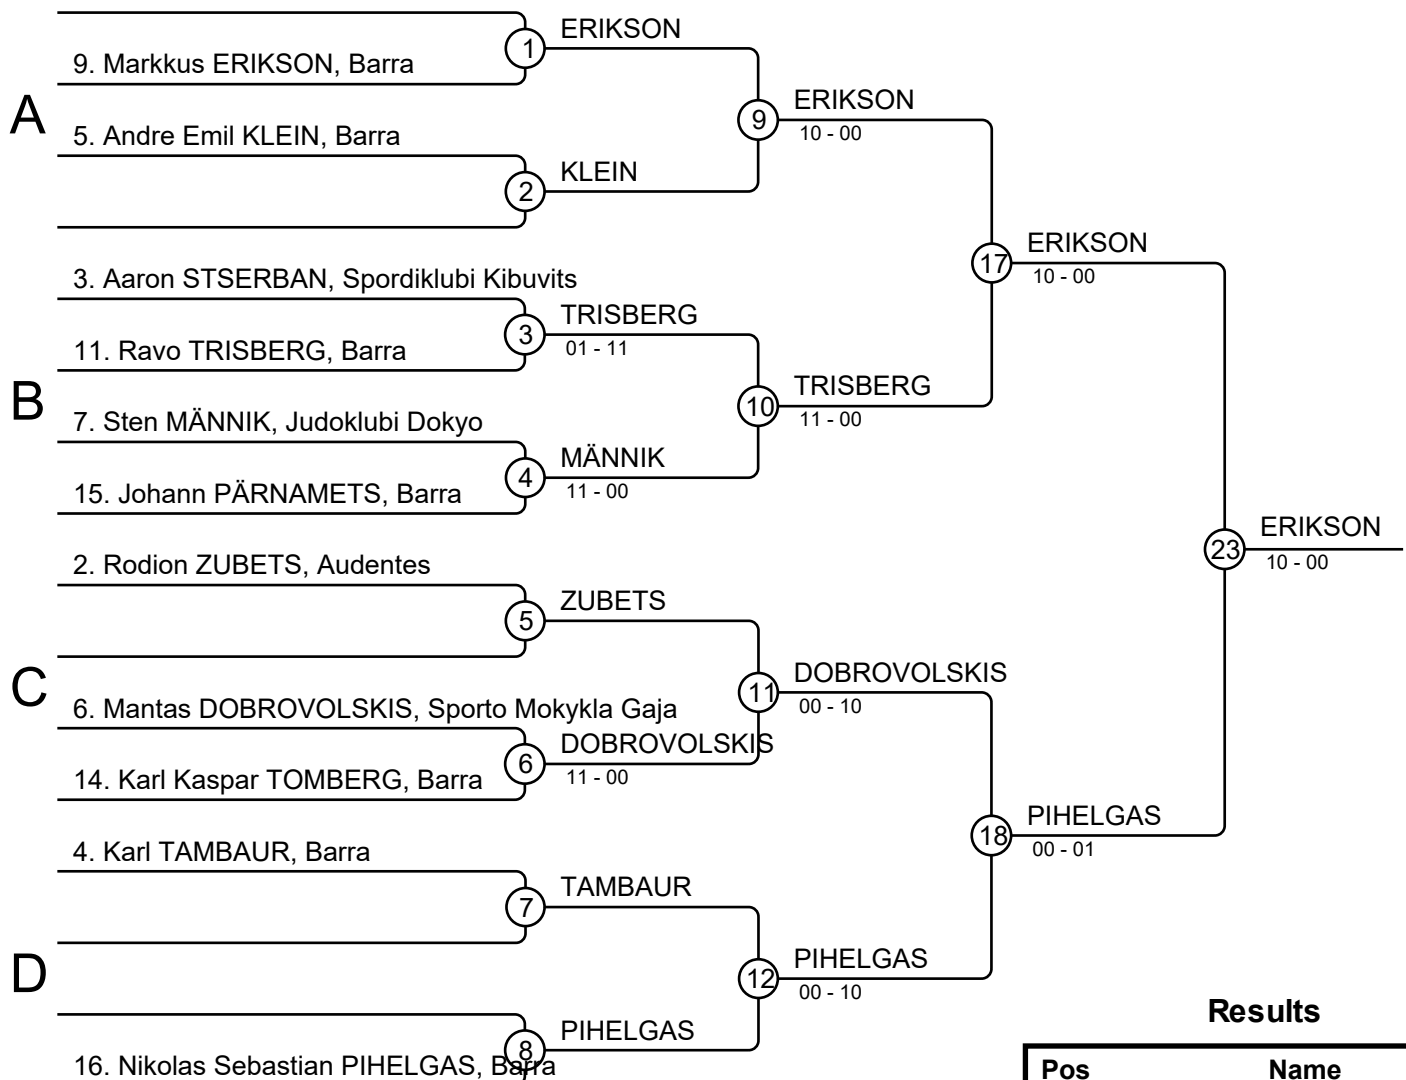 ERIKSON
1
9. Markkus ERIKSON, Barra
A
ERIKSON
9
10 - 00
5. Andre Emil KLEIN, Barra
KLEIN
2
ERIKSON
17
10 - 00
3. Aaron STSERBAN, Spordiklubi Kibuvits
TRISBERG
3
01 - 11
11. Ravo TRISBERG, Barra
B
TRISBERG
10
11 - 00
7. Sten MÄNNIK, Judoklubi Dokyo
MÄNNIK
4
11 - 00
15. Johann PÄRNAMETS, Barra
ERIKSON
23
10 - 00
2. Rodion ZUBETS, Audentes
ZUBETS
5
C
DOBROVOLSKIS
11
00 - 10
6. Mantas DOBROVOLSKIS, Sporto Mokykla Gaja
DOBROVOLSKIS
6
11 - 00
14. Karl Kaspar TOMBERG, Barra
PIHELGAS
18
00 - 01
4. Karl TAMBAUR, Barra
TAMBAUR
7
D
PIHELGAS
12
00 - 10
PIHELGAS
8
16. Nikolas Sebastian PIHELGAS, Barra
Results
Pos Name